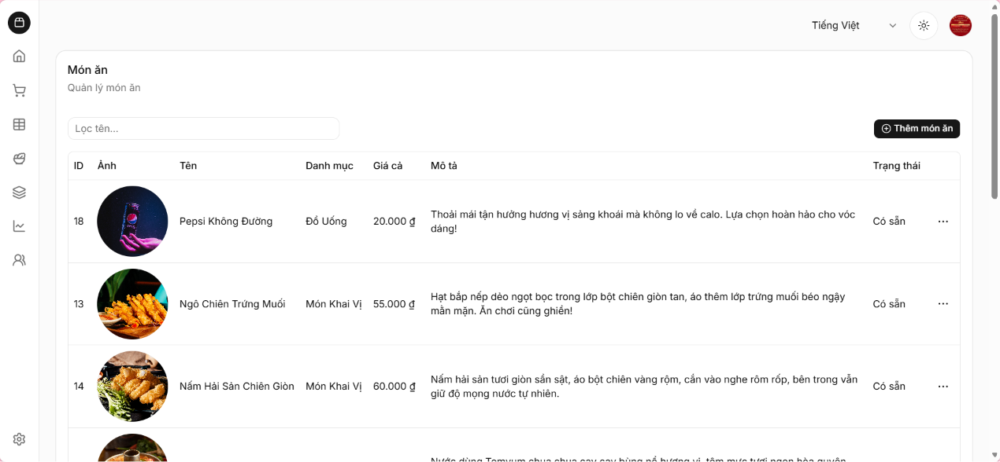 Tiếng Việt
Món ăn
Quản lý món ăn
Lọc tên...
Thêm món ăn
ID Ảnh Tên Danh mục Giá cả Mô tả Trạng thái
18 Pepsi Không Đường Đồ Uống 20.000 ₫ Thoải mái tận hưởng hương vị sảng khoái mà không lo về calo. Lựa chọn hoàn hảo cho vóc Có sẵn
dáng!
13 Ngô Chiên Trứng Muối Món Khai Vị 55.000 ₫ Hạt bắp nếp dẻo ngọt bọc trong lớp bột chiên giòn tan, áo thêm lớp trứng muối béo ngậy Có sẵn
mằn mặn. Ăn chơi cũng ghiền!
14 Nấm Hải Sản Chiên Giòn Món Khai Vị 60.000 ₫ Nấm hải sản tươi giòn sần sật, áo bột chiên vàng rộm, cắn vào nghe rôm rốp, bên trong vẫn Có sẵn
giữ độ mọng nước tự nhiên.
Nước dùng Tomyum chua chua cay cay bùng nổ hương vị, tôm mực tươi ngon hòa quyện